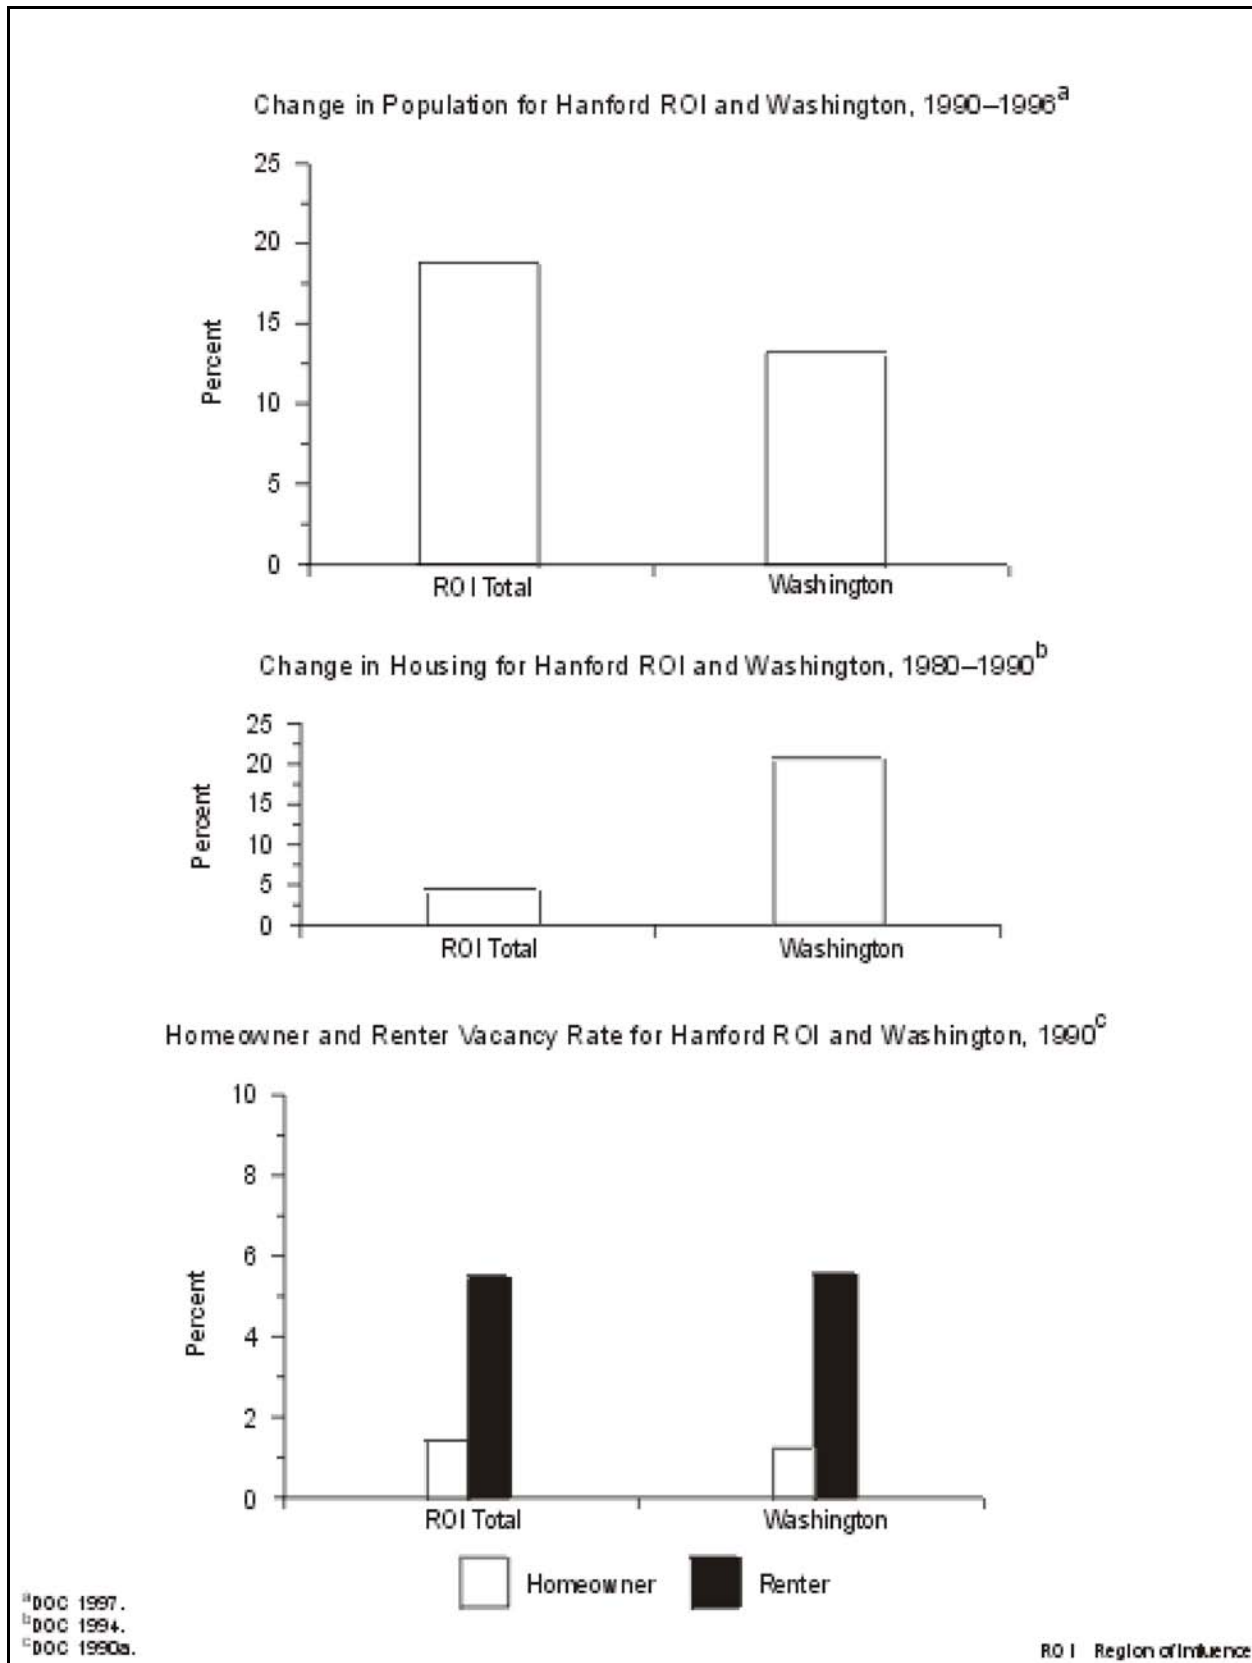 Change in Population for Hanford ROI and Washington, 1990–1996a
25
20
15
10
5
0
Percent
ROI Total Washington
Change in Housing for Hanford ROI and Washington, 1980–1990b
25
20
15
10
5
0
Percent
ROI Total Washington
Homeowner and Renter Vacancy Rate for Hanford ROI and Washington, 1990c
10
8
6
4
2
0
Percent
ROI Total Washington
Homeowner Renter
aDOC 1997.
bDOC 1994.
cDOC 1990a.
ROI Region of influence